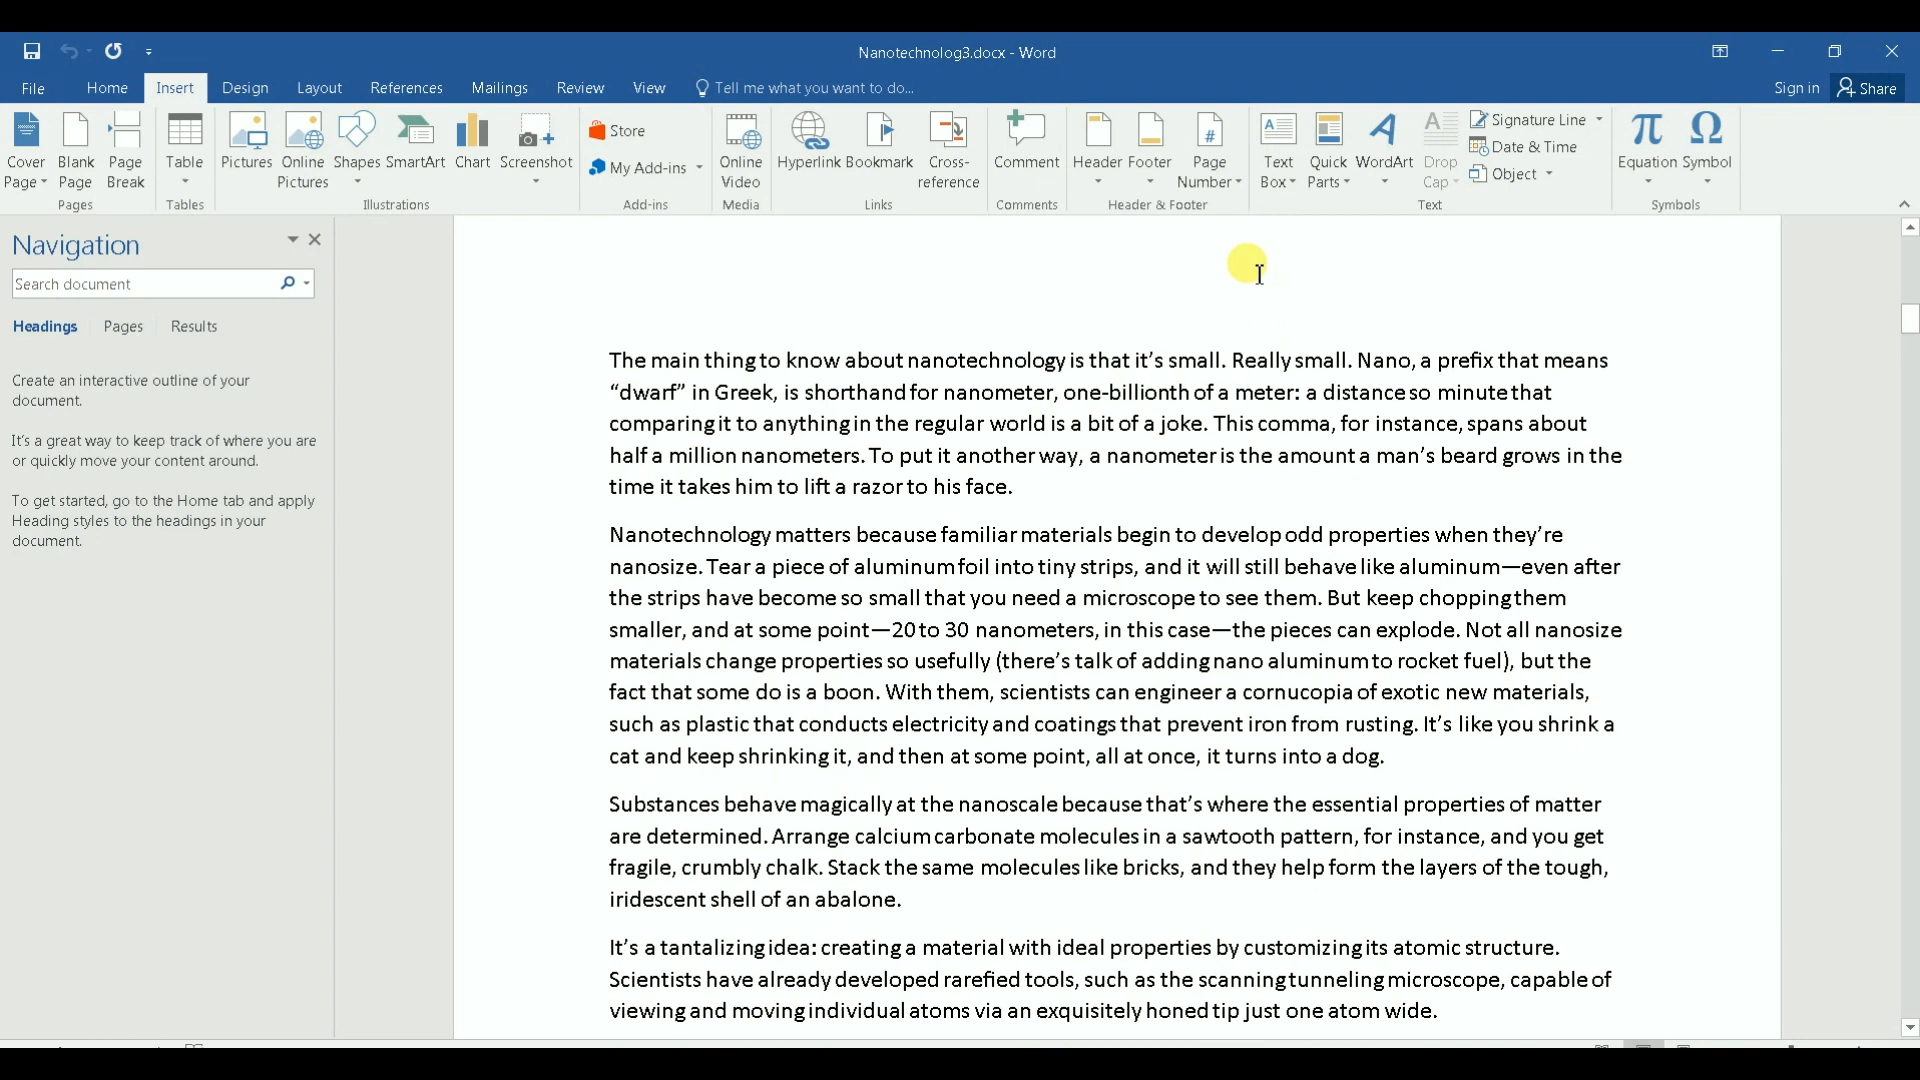 Nanotechnolog3.docx - Word
File Home Insert Design Layout References Mailings Review View Tell me what you want to do... Sign in Share
Cover Page Blank Page Page Break Table Pictures Online Pictures Shapes SmartArt Chart Screenshot Store My Add-ins Online Video Hyperlink Bookmark Cross-reference Comment Header Footer Page Number Text Box Quick Parts WordArt Drop Cap Signature Line Date & Time Object Equation Symbol
Pages Tables Illustrations Add-ins Media Links Comments Header & Footer Text Symbols
Navigation
Search document
Headings Pages Results
Create an interactive outline of your
document.
It's a great way to keep track of where you are
or quickly move your content around.
To get started, go to the Home tab and apply
Heading styles to the headings in your
document.
The main thing to know about nanotechnology is that it’s small. Really small. Nano, a prefix that means
“dwarf” in Greek, is shorthand for nanometer, one-billionth of a meter: a distance so minute that
comparing it to anything in the regular world is a bit of a joke. This comma, for instance, spans about
half a million nanometers. To put it another way, a nanometer is the amount a man’s beard grows in the
time it takes him to lift a razor to his face.
Nanotechnology matters because familiar materials begin to develop odd properties when they’re
nanosize. Tear a piece of aluminum foil into tiny strips, and it will still behave like aluminum—even after
the strips have become so small that you need a microscope to see them. But keep chopping them
smaller, and at some point—20 to 30 nanometers, in this case—the pieces can explode. Not all nanosize
materials change properties so usefully (there’s talk of adding nano aluminum to rocket fuel), but the
fact that some do is a boon. With them, scientists can engineer a cornucopia of exotic new materials,
such as plastic that conducts electricity and coatings that prevent iron from rusting. It’s like you shrink a
cat and keep shrinking it, and then at some point, all at once, it turns into a dog.
Substances behave magically at the nanoscale because that’s where the essential properties of matter
are determined. Arrange calcium carbonate molecules in a sawtooth pattern, for instance, and you get
fragile, crumbly chalk. Stack the same molecules like bricks, and they help form the layers of the tough,
iridescent shell of an abalone.
It’s a tantalizing idea: creating a material with ideal properties by customizing its atomic structure.
Scientists have already developed rarefied tools, such as the scanning tunneling microscope, capable of
viewing and moving individual atoms via an exquisitely honed tip just one atom wide.